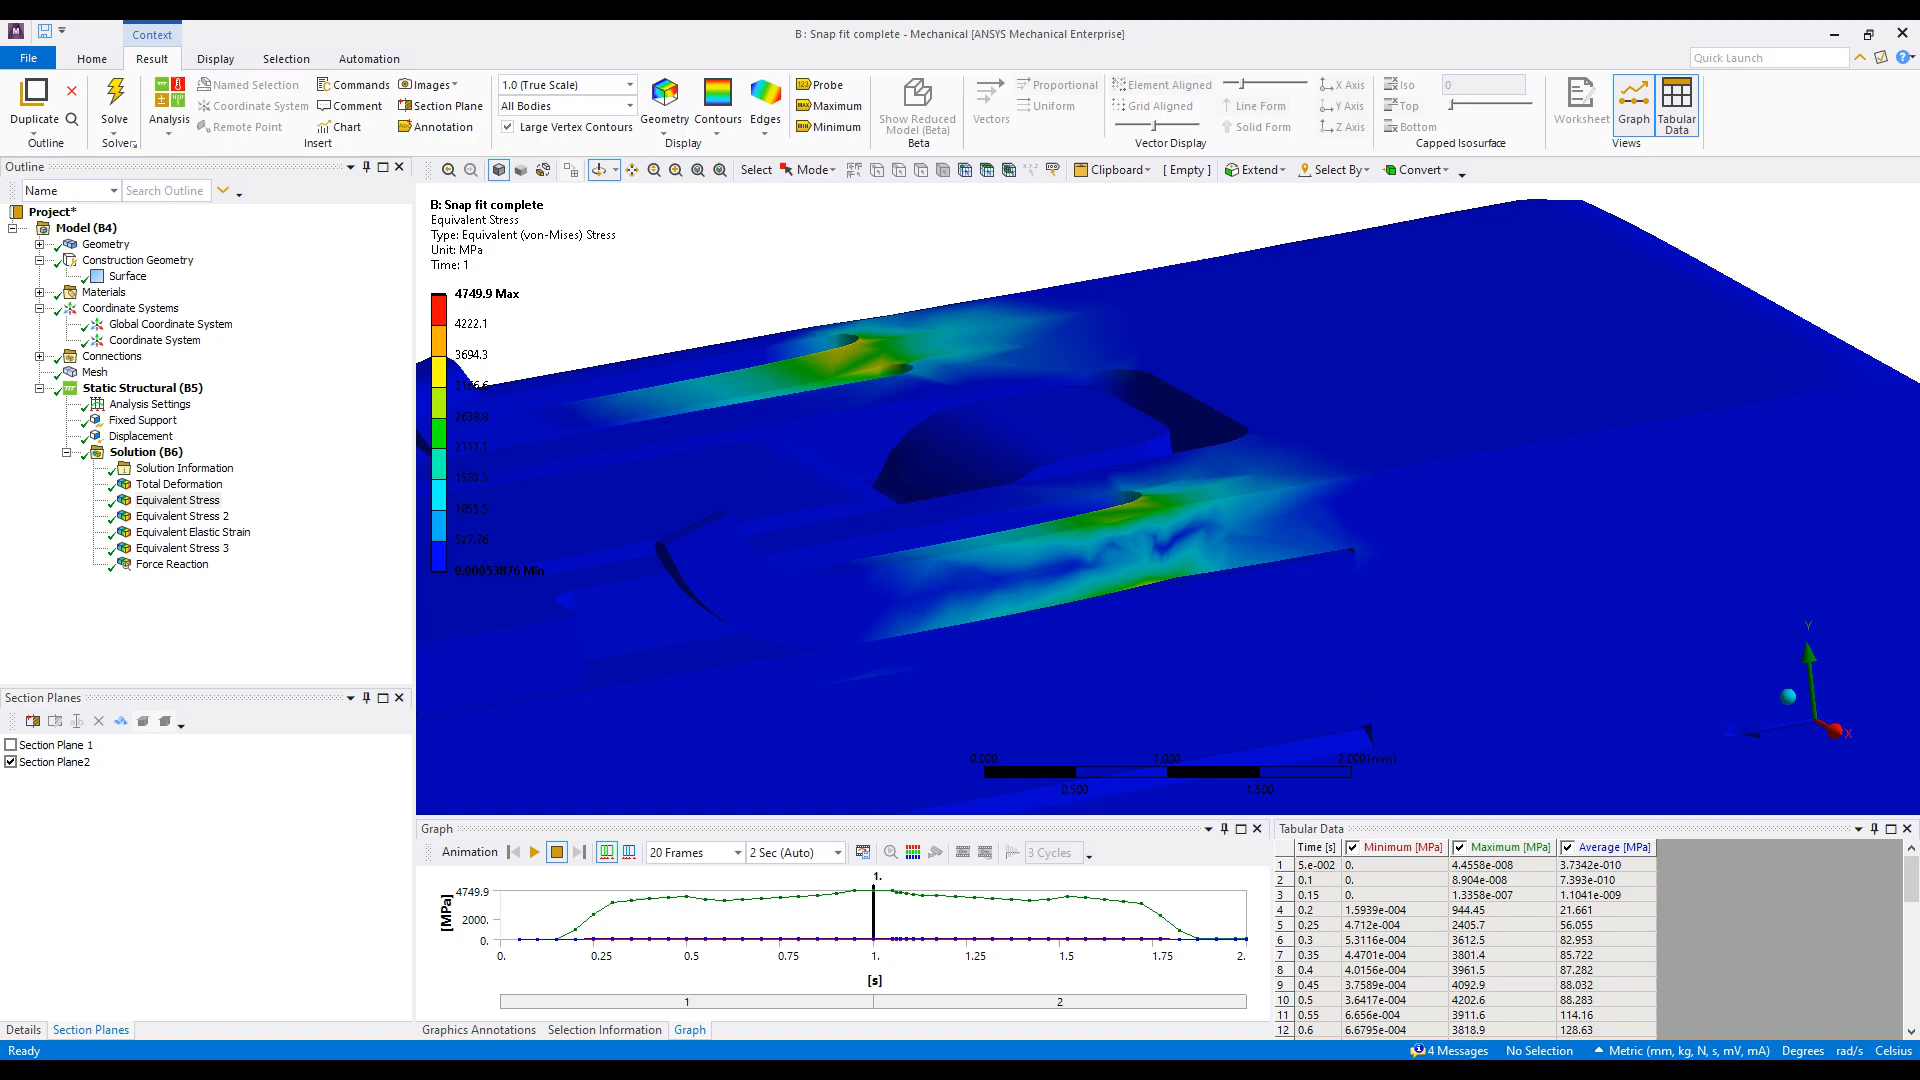 Context
B : Snap fit complete - Mechanical [ANSYS Mechanical Enterprise]
File Home Result Display Selection Automation
Quick Launch
Duplicate
Outline
Solve
Solver
Analysis
Named Selection
Coordinate System
Remote Point
Commands
Comment
Chart
Images
Section Plane
Annotation
Insert
1.0 (True Scale)
All Bodies
Large Vertex Contours
Geometry
Contours
Edges
Display
Probe
Maximum
Minimum
Show Reduced
Model (Beta)
Beta
Vectors
Proportional
Uniform
Element Aligned
Grid Aligned
Line Form
Solid Form
X Axis
Y Axis
Z Axis
Vector Display
Iso
Top
Bottom
0
Capped Isosurface
Worksheet
Graph
Tabular
Data
Views
Outline
Name
Search Outline
Project*
Model (B4)
Geometry
Construction Geometry
Surface
Materials
Coordinate Systems
Global Coordinate System
Coordinate System
Connections
Mesh
Static Structural (B5)
Analysis Settings
Fixed Support
Displacement
Solution (B6)
Solution Information
Total Deformation
Equivalent Stress
Equivalent Stress 2
Equivalent Elastic Strain
Equivalent Stress 3
Force Reaction
Section Planes
Section Plane 1
Section Plane2
Details Section Planes
Select Mode Clipboard [ Empty ] Extend Select By Convert
B: Snap fit complete
Equivalent Stress
Type: Equivalent (von-Mises) Stress
Unit: MPa
Time: 1
4749.9 Max
4222.1
3694.3
3166.6
2638.8
2111.1
1583.3
1055.5
527.76
0.00053876 Min
0.000 1.000 2.000 (mm)
0.500 1.500
Y
Z X
Graph
Animation 20 Frames 2 Sec (Auto) 3 Cycles
1.
4749.9
2000.
0.
[MPa]
0. 0.25 0.5 0.75 1. 1.25 1.5 1.75 2.
[s]
1 2
Graphics Annotations Selection Information Graph
Tabular Data
Time [s] Minimum [MPa] Maximum [MPa] Average [MPa]
1 5.e-002 0. 4.4558e-008 3.7342e-010
2 0.1 0. 8.904e-008 7.393e-010
3 0.15 0. 1.3358e-007 1.1041e-009
4 0.2 1.5939e-004 944.45 21.661
5 0.25 4.712e-004 2405.7 56.055
6 0.3 5.3116e-004 3612.5 82.953
7 0.35 4.4701e-004 3801.4 85.722
8 0.4 4.0156e-004 3961.5 87.282
9 0.45 3.7589e-004 4092.9 88.032
10 0.5 3.6417e-004 4202.6 88.283
11 0.55 6.656e-004 3911.6 114.16
12 0.6 6.6795e-004 3818.9 128.63
Ready
4 Messages No Selection Metric (mm, kg, N, s, mV, mA) Degrees rad/s Celsius